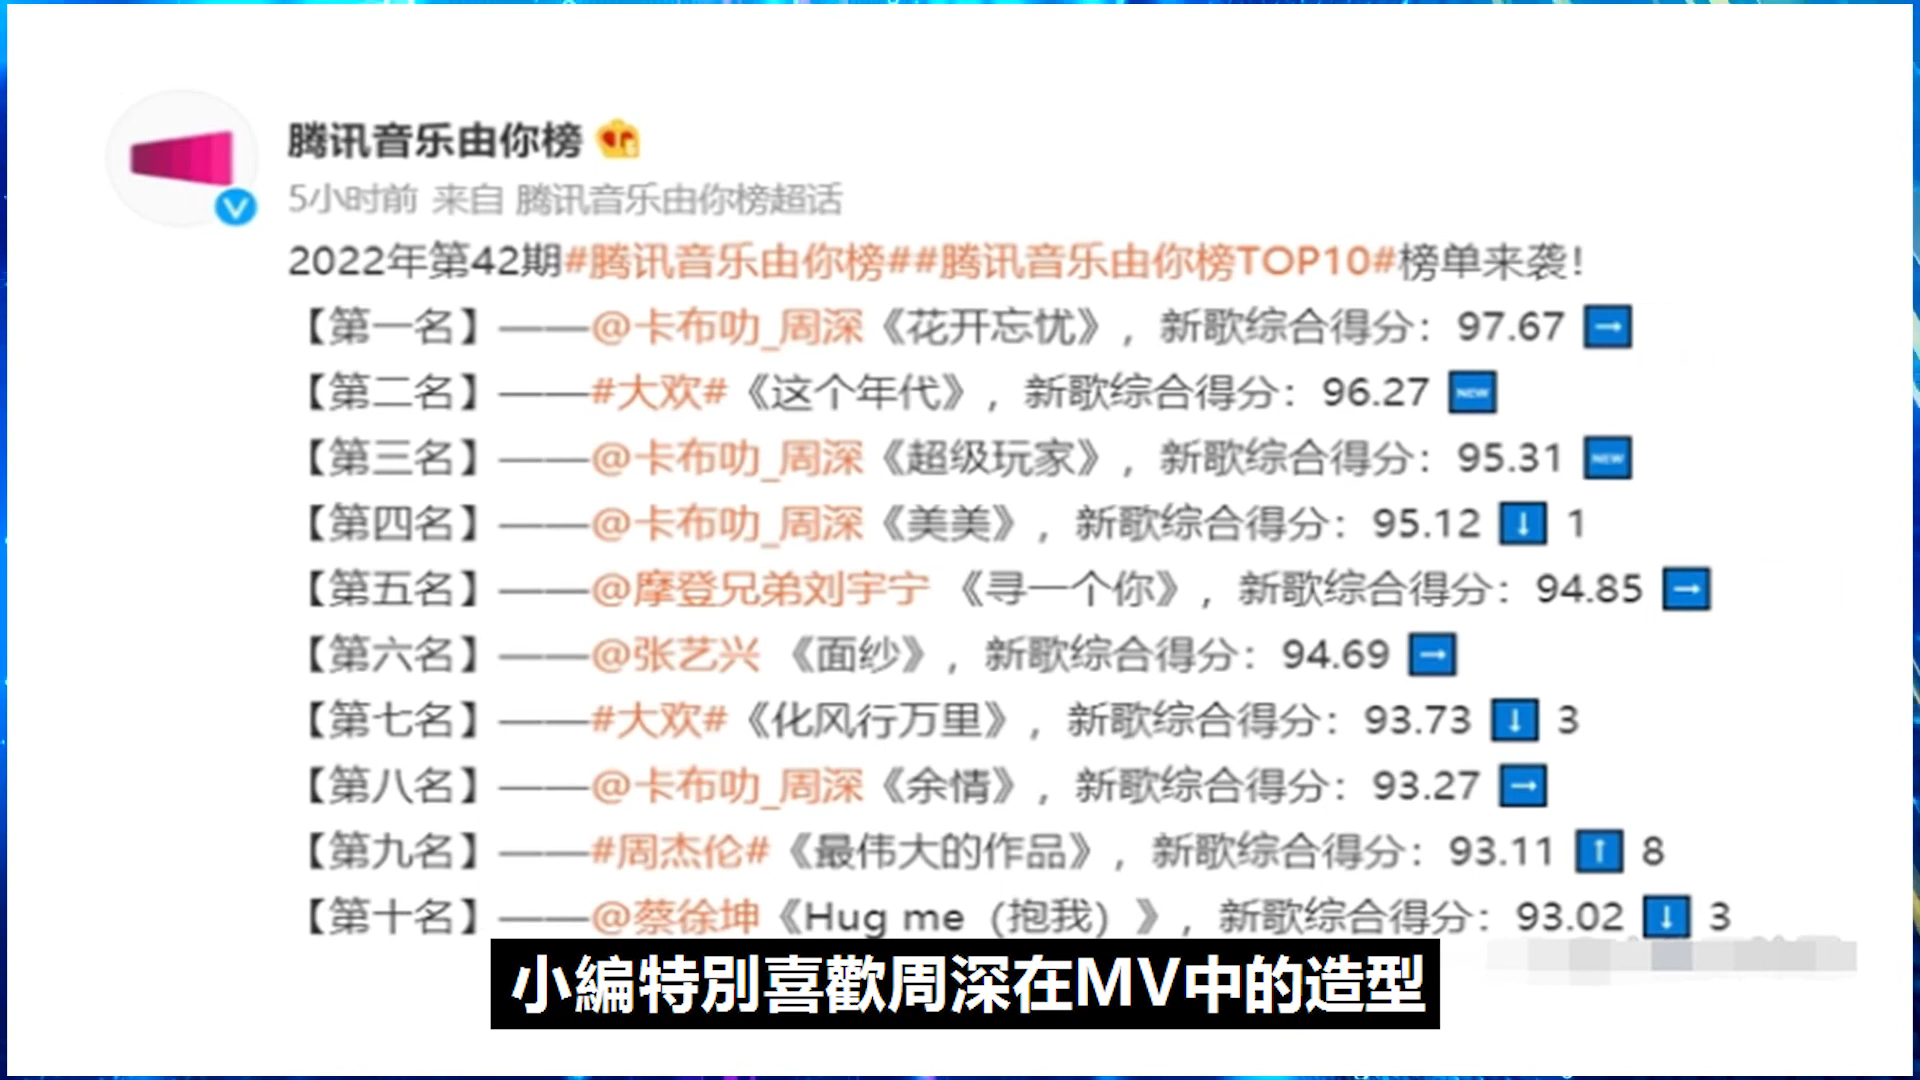 腾讯音乐由你榜
5小时前 来自 腾讯音乐由你榜超话
2022年第42期#腾讯音乐由你榜##腾讯音乐由你榜TOP10#榜单来袭!
【第一名】——@卡布叻_周深《花开忘忧》，新歌综合得分：97.67 →
【第二名】——#大欢#《这个年代》，新歌综合得分：96.27 NEW
【第三名】——@卡布叻_周深《超级玩家》，新歌综合得分：95.31 NEW
【第四名】——@卡布叻_周深《美美》，新歌综合得分：95.12 ↓ 1
【第五名】——@摩登兄弟刘宇宁 《寻一个你》，新歌综合得分：94.85 →
【第六名】——@张艺兴 《面纱》，新歌综合得分：94.69 →
【第七名】——#大欢#《化风行万里》，新歌综合得分：93.73 ↓ 3
【第八名】——@卡布叻_周深《余情》，新歌综合得分：93.27 →
【第九名】——#周杰伦#《最伟大的作品》，新歌综合得分：93.11 ↑ 8
【第十名】——@蔡徐坤《Hug me（抱我）》，新歌综合得分：93.02 ↓ 3
小編特別喜歡周深在MV中的造型